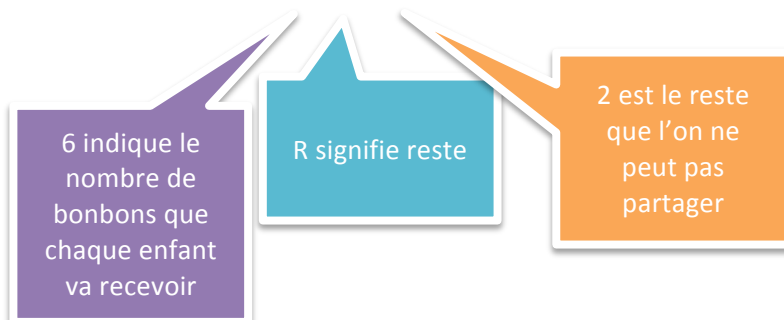 6 indique le
nombre de
bonbons que
chaque enfant
va recevoir
R signifie reste
2 est le reste
que l’on ne
peut pas
partager